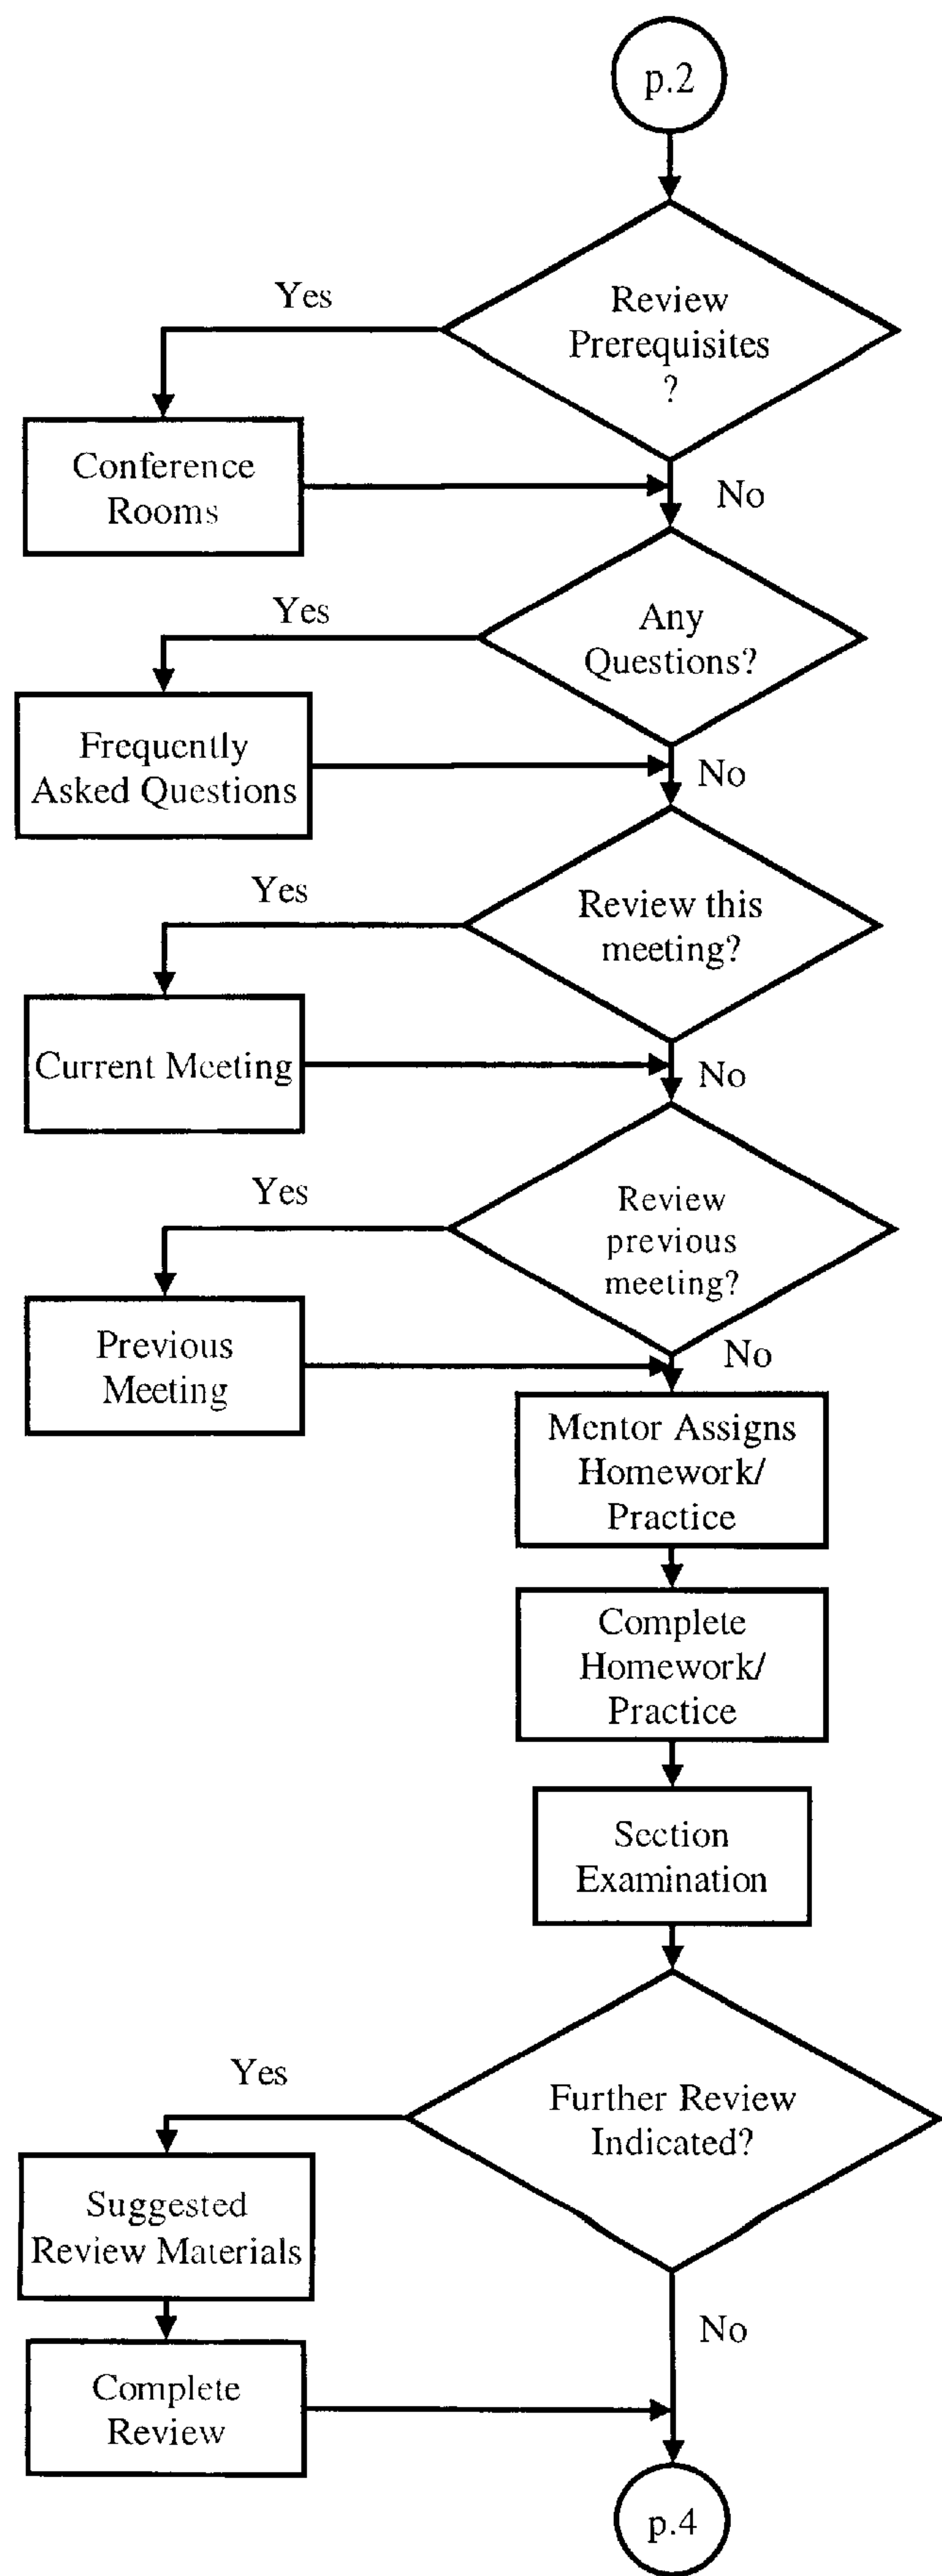 p.2
Review
Prerequisites
?
Yes
Conference
Rooms
No
Any
Questions?
Yes
Frequently
Asked Questions
No
Review this
meeting?
Yes
Current Meeting
No
Review
previous
meeting?
Yes
Previous
Meeting
No
Mentor Assigns
Homework/
Practice
Complete
Homework/
Practice
Section
Examination
Further Review
Indicated?
Yes
Suggested
Review Materials
Complete
Review
No
p.4